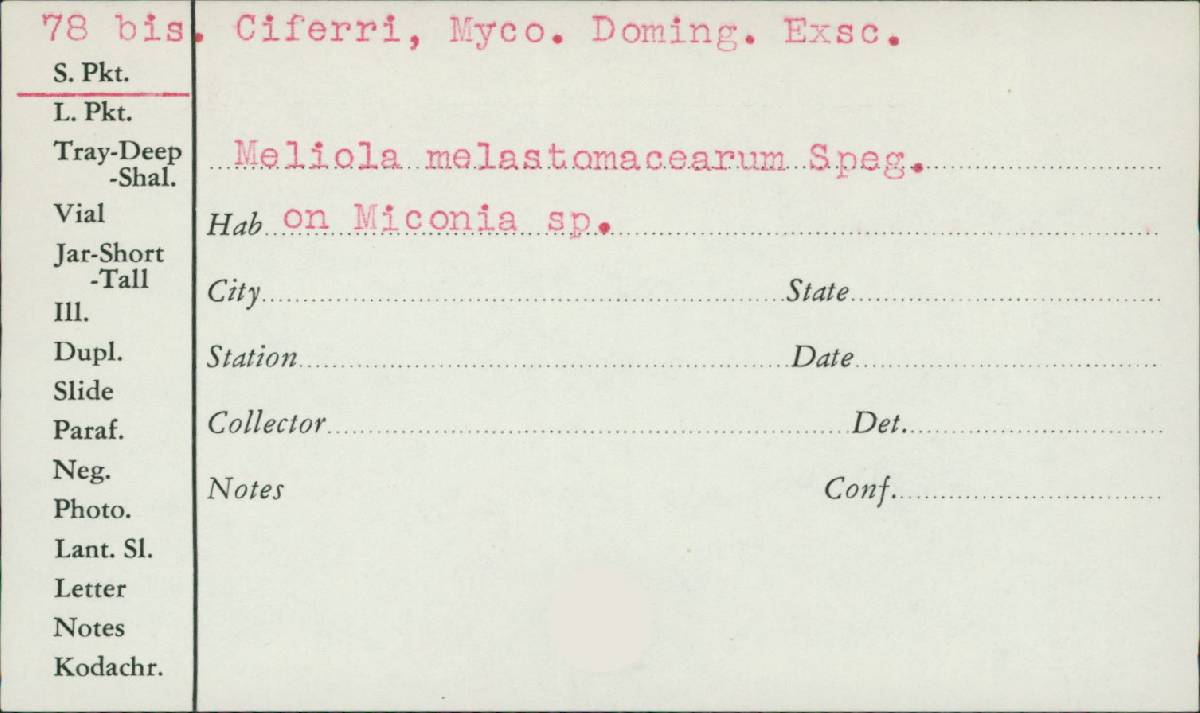 78 bis. Ciferri, Myco. Doming. Exsc.
S. Pkt.
L. Pkt.
Tray-Deep
-Shal.
Vial
Jar-Short
-Tall
Ill.
Dupl.
Slide
Paraf.
Neg.
Photo.
Lant. Sl.
Letter
Notes
Kodachr.
Meliola melastomacearum Speg.
Hab on Miconia sp.
City State
Station Date
Collector Det.
Notes Conf.